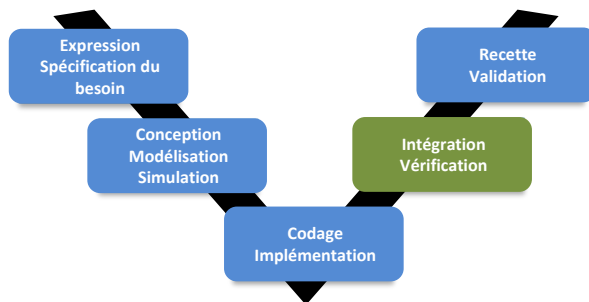 Expression
Spécification du
besoin
Conception
Modélisation
Simulation
Codage
Implémentation
Intégration
Vérification
Recette
Validation